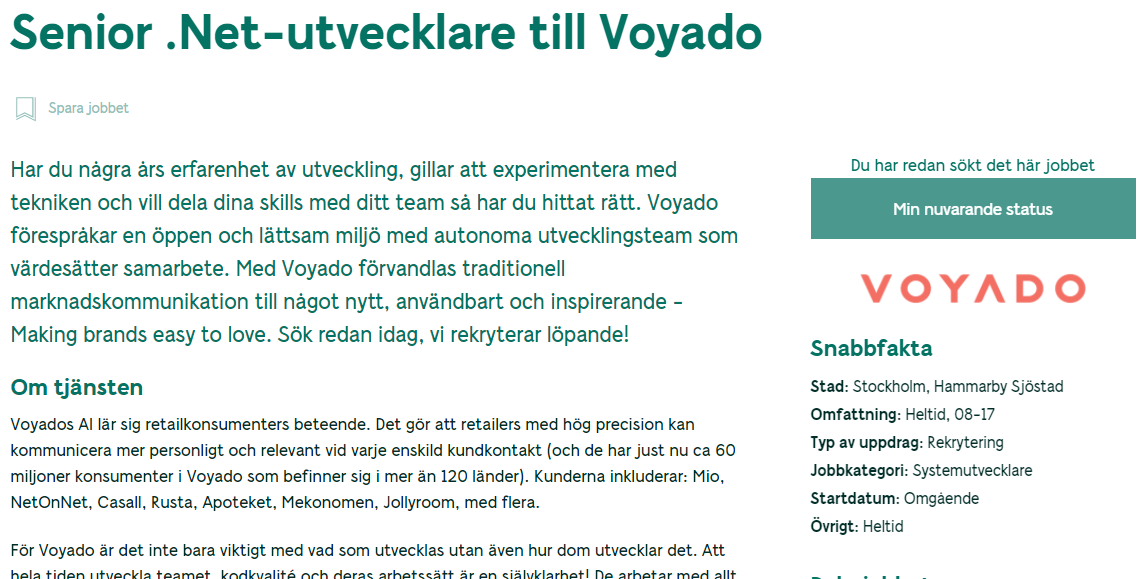 Senior .Net-utvecklare till Voyado
Spara jobbet
Har du några års erfarenhet av utveckling, gillar att experimentera med
tekniken och vill dela dina skills med ditt team så har du hittat rätt. Voyado
förespråkar en öppen och lättsam miljö med autonoma utvecklingsteam som
värdesätter samarbete. Med Voyado förvandlas traditionell
marknadskommunikation till något nytt, användbart och inspirerande -
Making brands easy to love. Sök redan idag, vi rekryterar löpande!
Om tjänsten
Voyados AI lär sig retailkonsumenters beteende. Det gör att retailers med hög precision kan
kommunicera mer personligt och relevant vid varje enskild kundkontakt (och de har just nu ca 60
miljoner konsumenter i Voyado som befinner sig i mer än 120 länder). Kunderna inkluderar: Mio,
NetOnNet, Casall, Rusta, Apoteket, Mekonomen, Jollyroom, med flera.
För Voyado är det inte bara viktigt med vad som utvecklas utan även hur dom utvecklar det. Att
hela tiden utveckla teamet, kodkvalité och deras arbetssätt är en självklarhet! De arbetar med allt
Du har redan sökt det här jobbet
Min nuvarande status
VOYADO
Snabbfakta
Stad: Stockholm, Hammarby Sjöstad
Omfattning: Heltid, 08-17
Typ av uppdrag: Rekrytering
Jobbkategori: Systemutvecklare
Startdatum: Omgående
Övrigt: Heltid